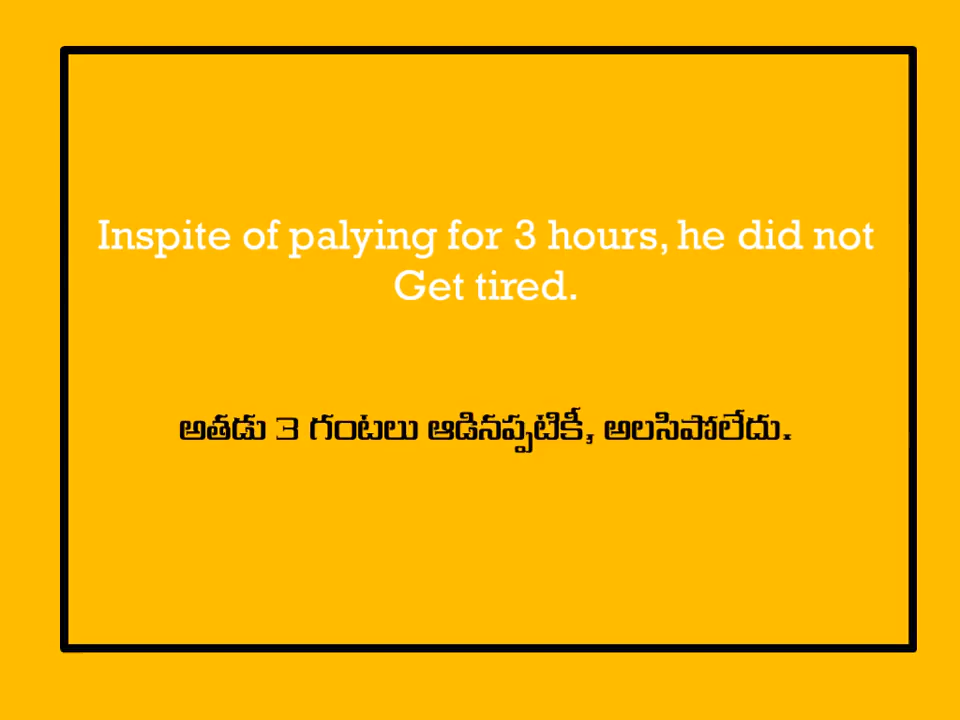 Inspite of palying for 3 hours, he did not
Get tired.
అతడు 3 గంటలు ఆడినప్పటికీ, అలసిపోలేదు.